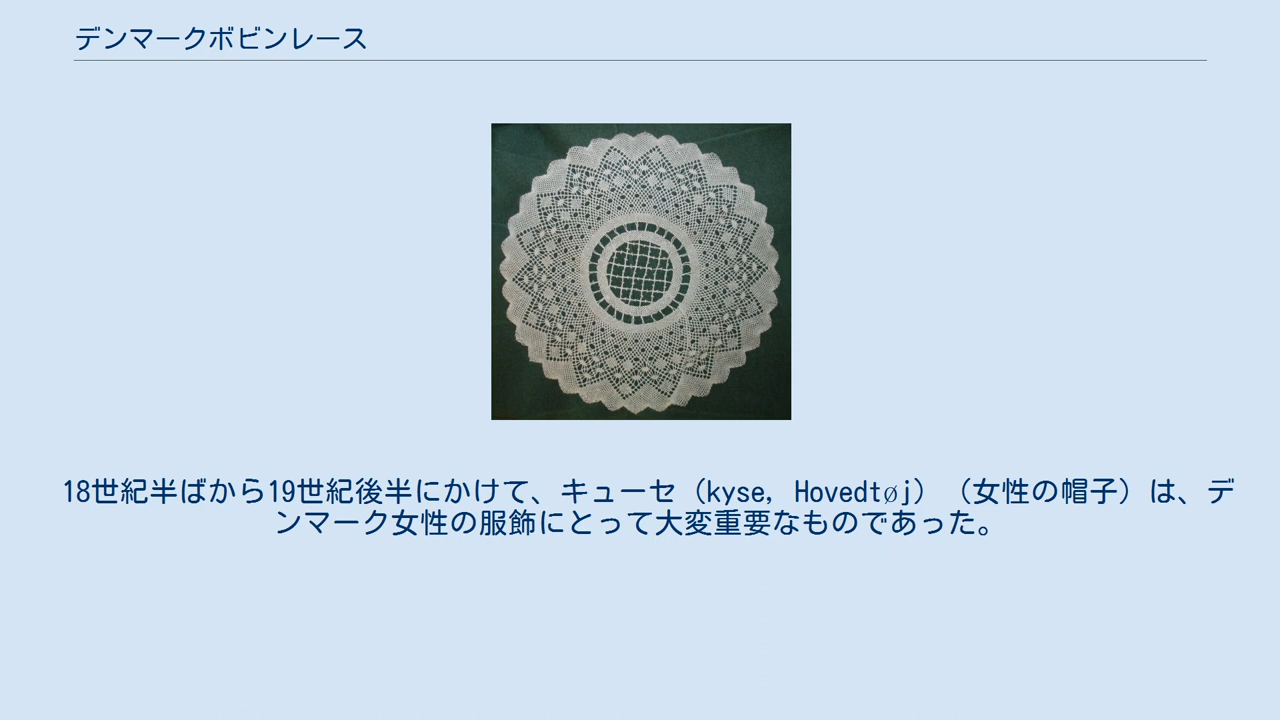 デンマークボビンレース
18世紀半ばから19世紀後半にかけて、キューセ（kyse, Hovedtøj）（女性の帽子）は、デ
ンマーク女性の服飾にとって大変重要なものであった。